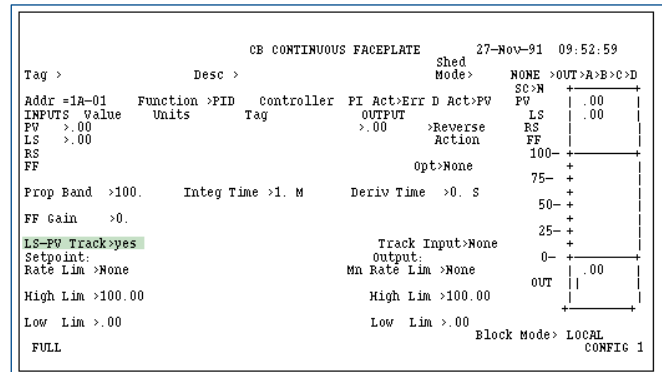 CB CONTINUOUS FACEPLATE 27-Nov-91 09:52:59
Shed
Tag > Desc > Mode> NONE >OUT>A>B>C>D
SC>N
Addr =1A-01 Function >PID Controller PI Act>Err D Act>PV PV .00
INPUTS Value Units Tag OUTPUT LS .00
PV >.00 >.00 >Reverse RS
LS >.00 Action FF
RS 100-
FF Opt>None
75-
Prop Band >100. Integ Time >1. M Deriv Time >0. S
50-
FF Gain >0.
25-
LS-PV Track>yes Track Input>None
Setpoint: Output: 0-
Rate Lim >None Mn Rate Lim >None .00
OUT
High Lim >100.00 High Lim >100.00
Low Lim >.00 Low Lim >.00
Block Mode> LOCAL
FULL CONFIG 1